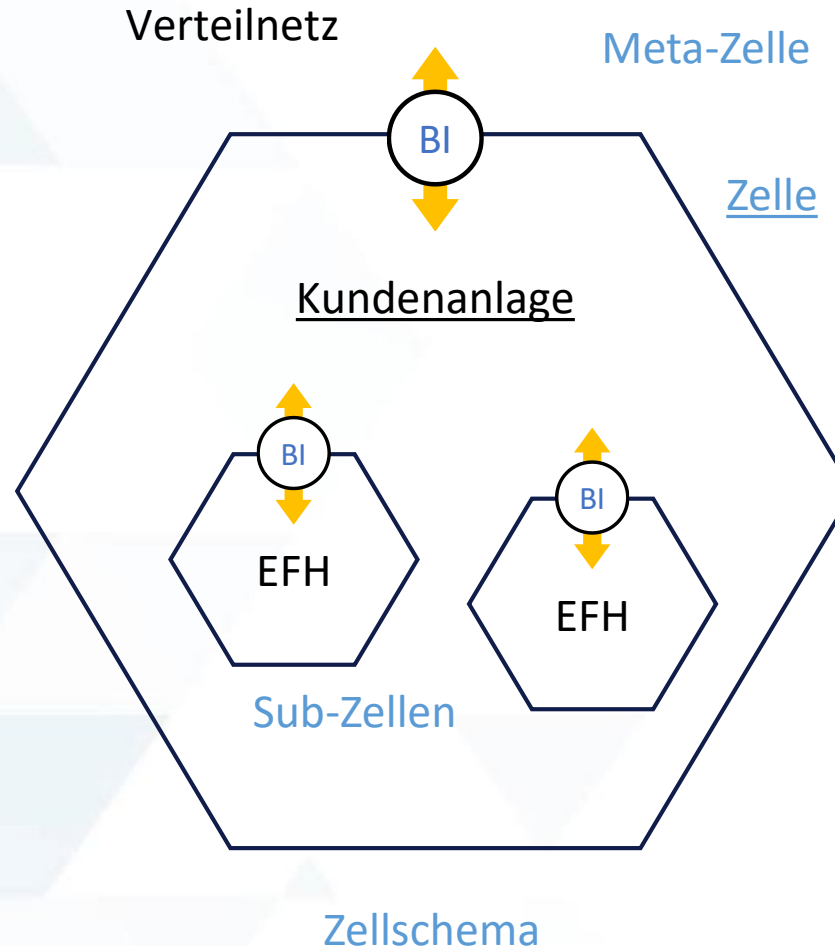 Verteilnetz
Meta-Zelle
BI
Zelle
Kundenanlage
BI
BI
EFH
EFH
Sub-Zellen
Zellschema